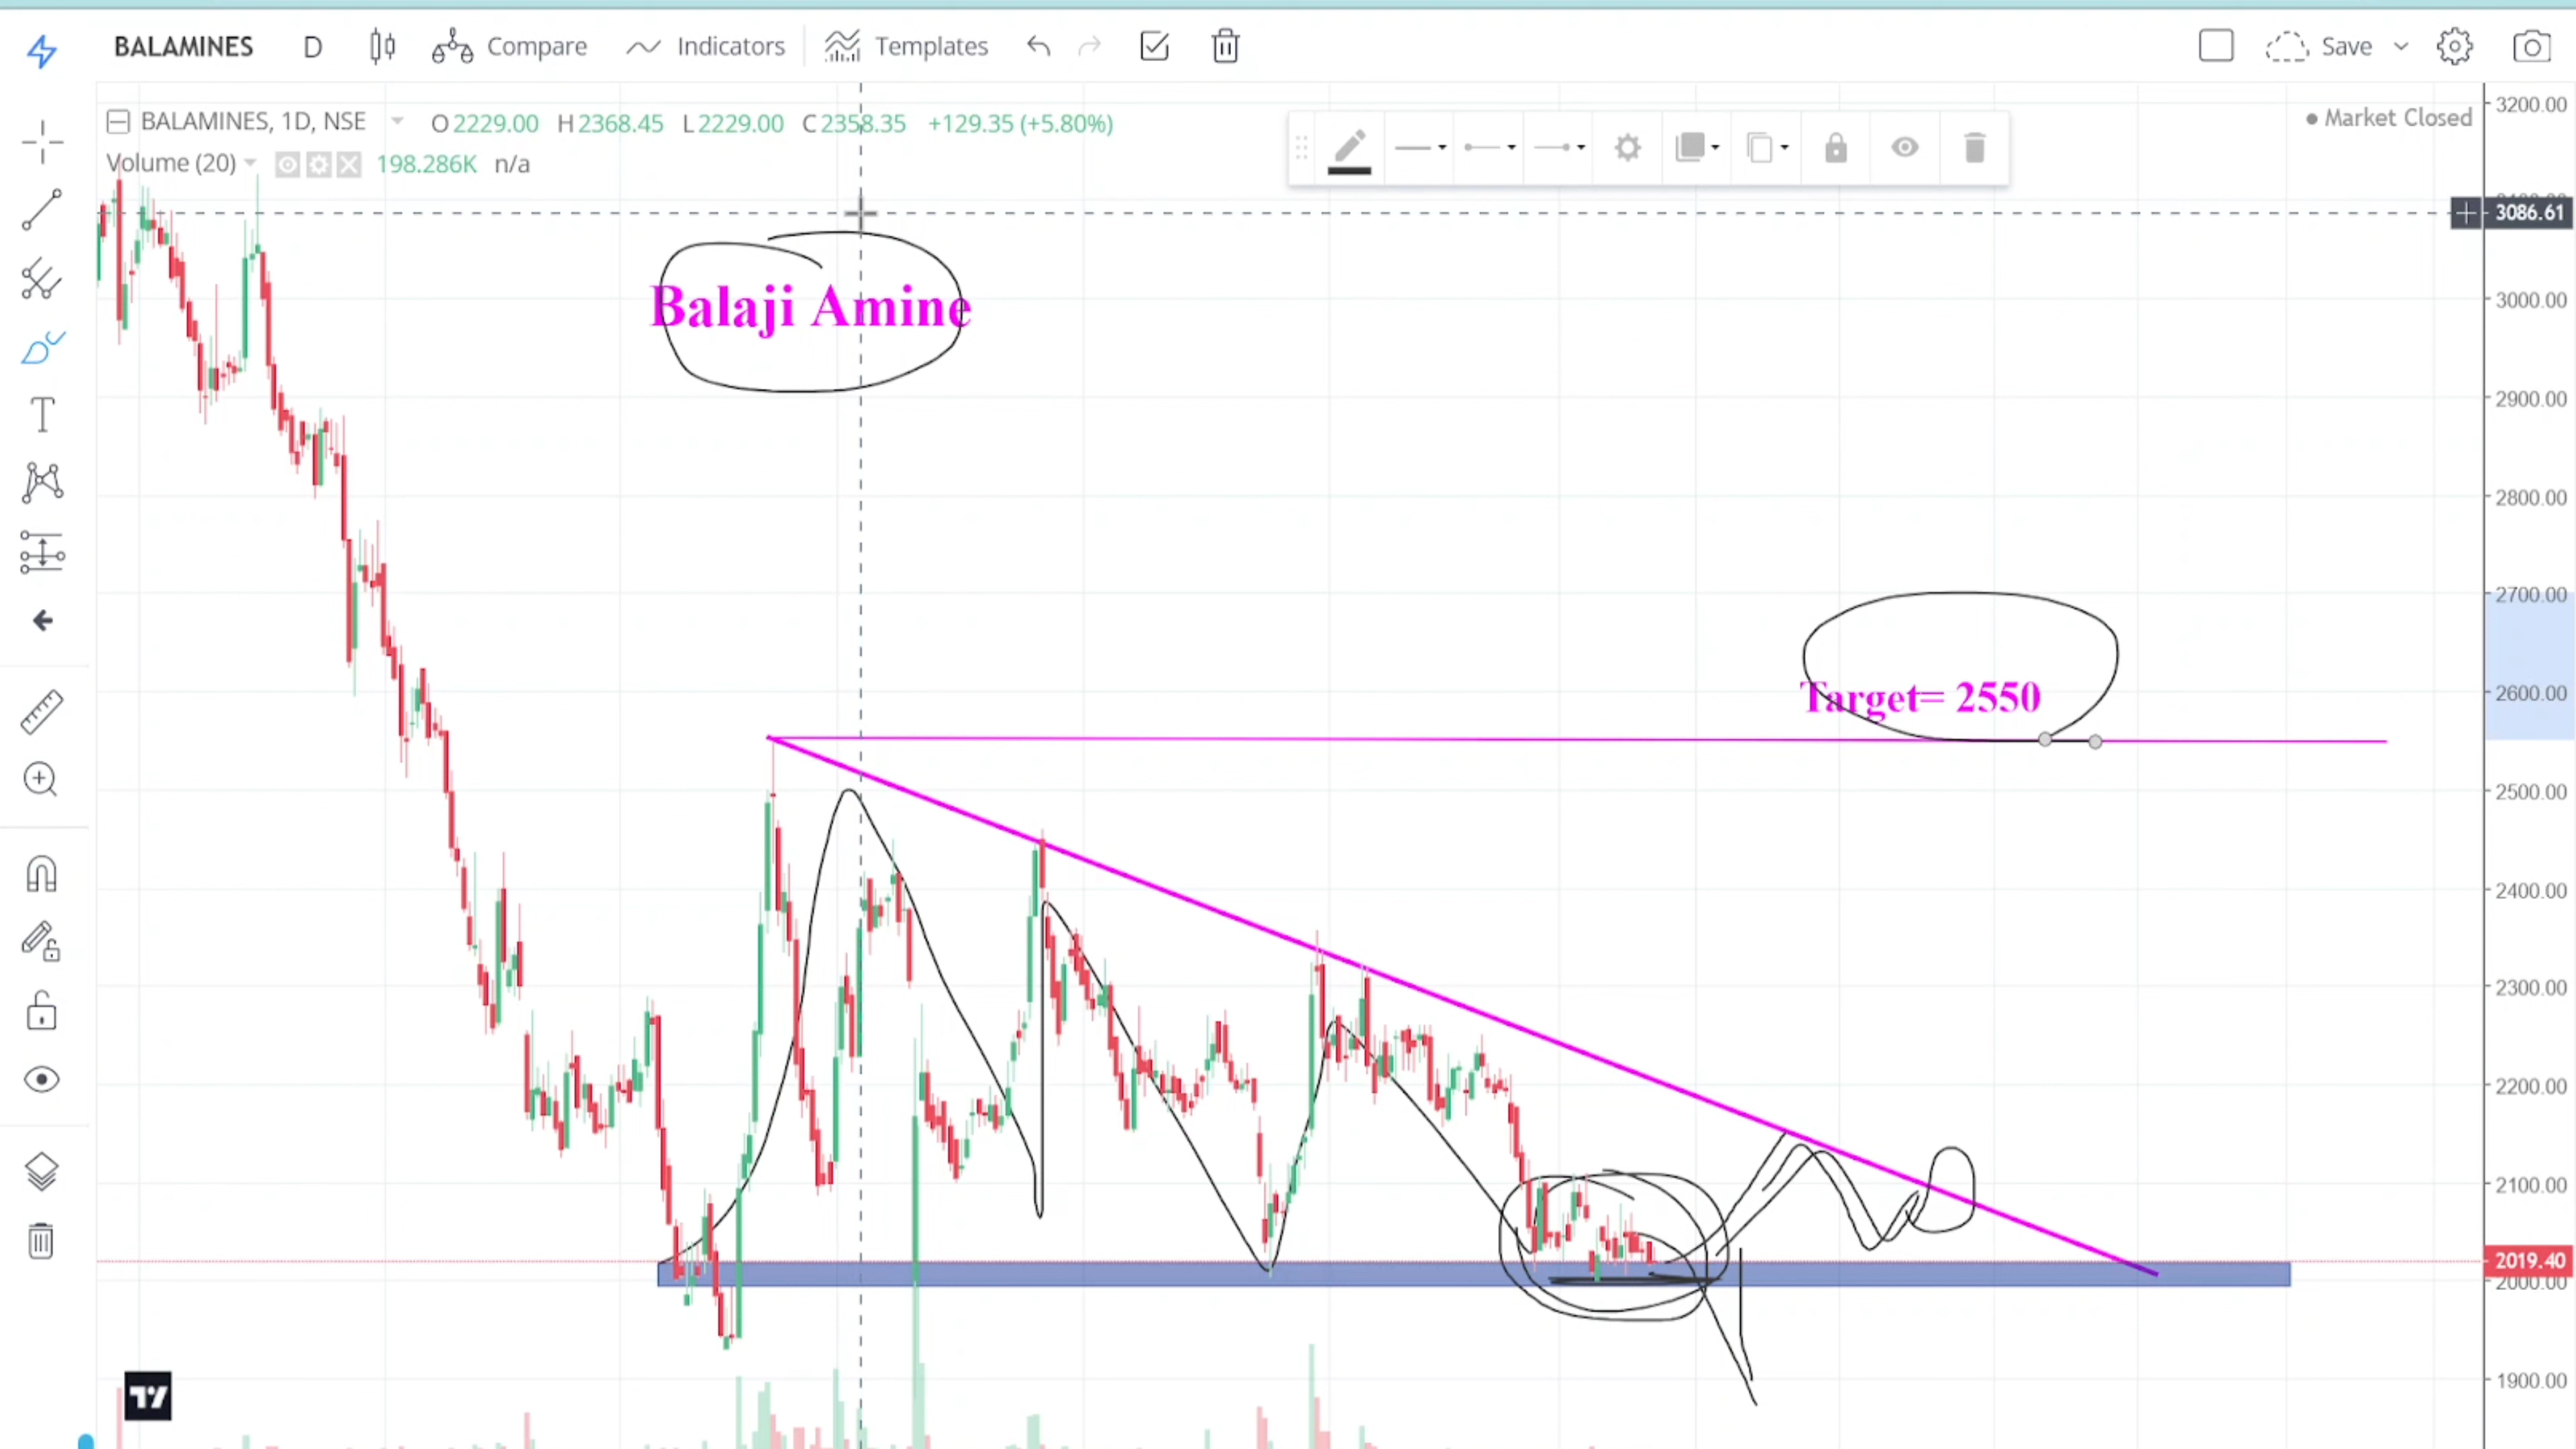 BALAMINES D Compare Indicators Templates Save
BALAMINES, 1D, NSE O2229.00 H2368.45 L2229.00 C2358.35 +129.35 (+5.80%)
Market Closed
Volume (20) 198.286K n/a
3200.00
3086.61
Balaji Amine
3000.00
2900.00
2800.00
2700.00
Target= 2550
2600.00
2500.00
2400.00
2300.00
2200.00
2100.00
2019.40
2000.00
1900.00